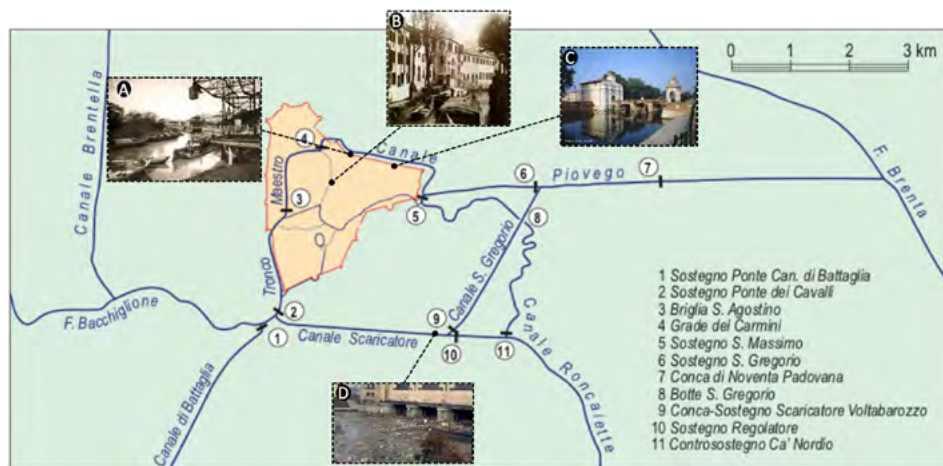 B
C
A
D
0 1 2 3 km
Canale Brentella
F. Bacchiglione
Canale di Battaglia
Tronco
Maestro
Canale
Piovego
F. Brenta
Canale S. Gregorio
Canale Scaricatore
Canale Roncaiette
4
3
5
6
7
8
2
1
9
10
11
1 Sostegno Ponte Can. di Battaglia
2 Sostegno Ponte dei Cavalli
3 Briglia S. Agostino
4 Grade dei Carmini
5 Sostegno S. Massimo
6 Sostegno S. Gregorio
7 Conca di Noventa Padovana
8 Botte S. Gregorio
9 Conca-Sostegno Scaricatore Voltabarozzo
10 Sostegno Regolatore
11 Controsostegno Ca' Nordio